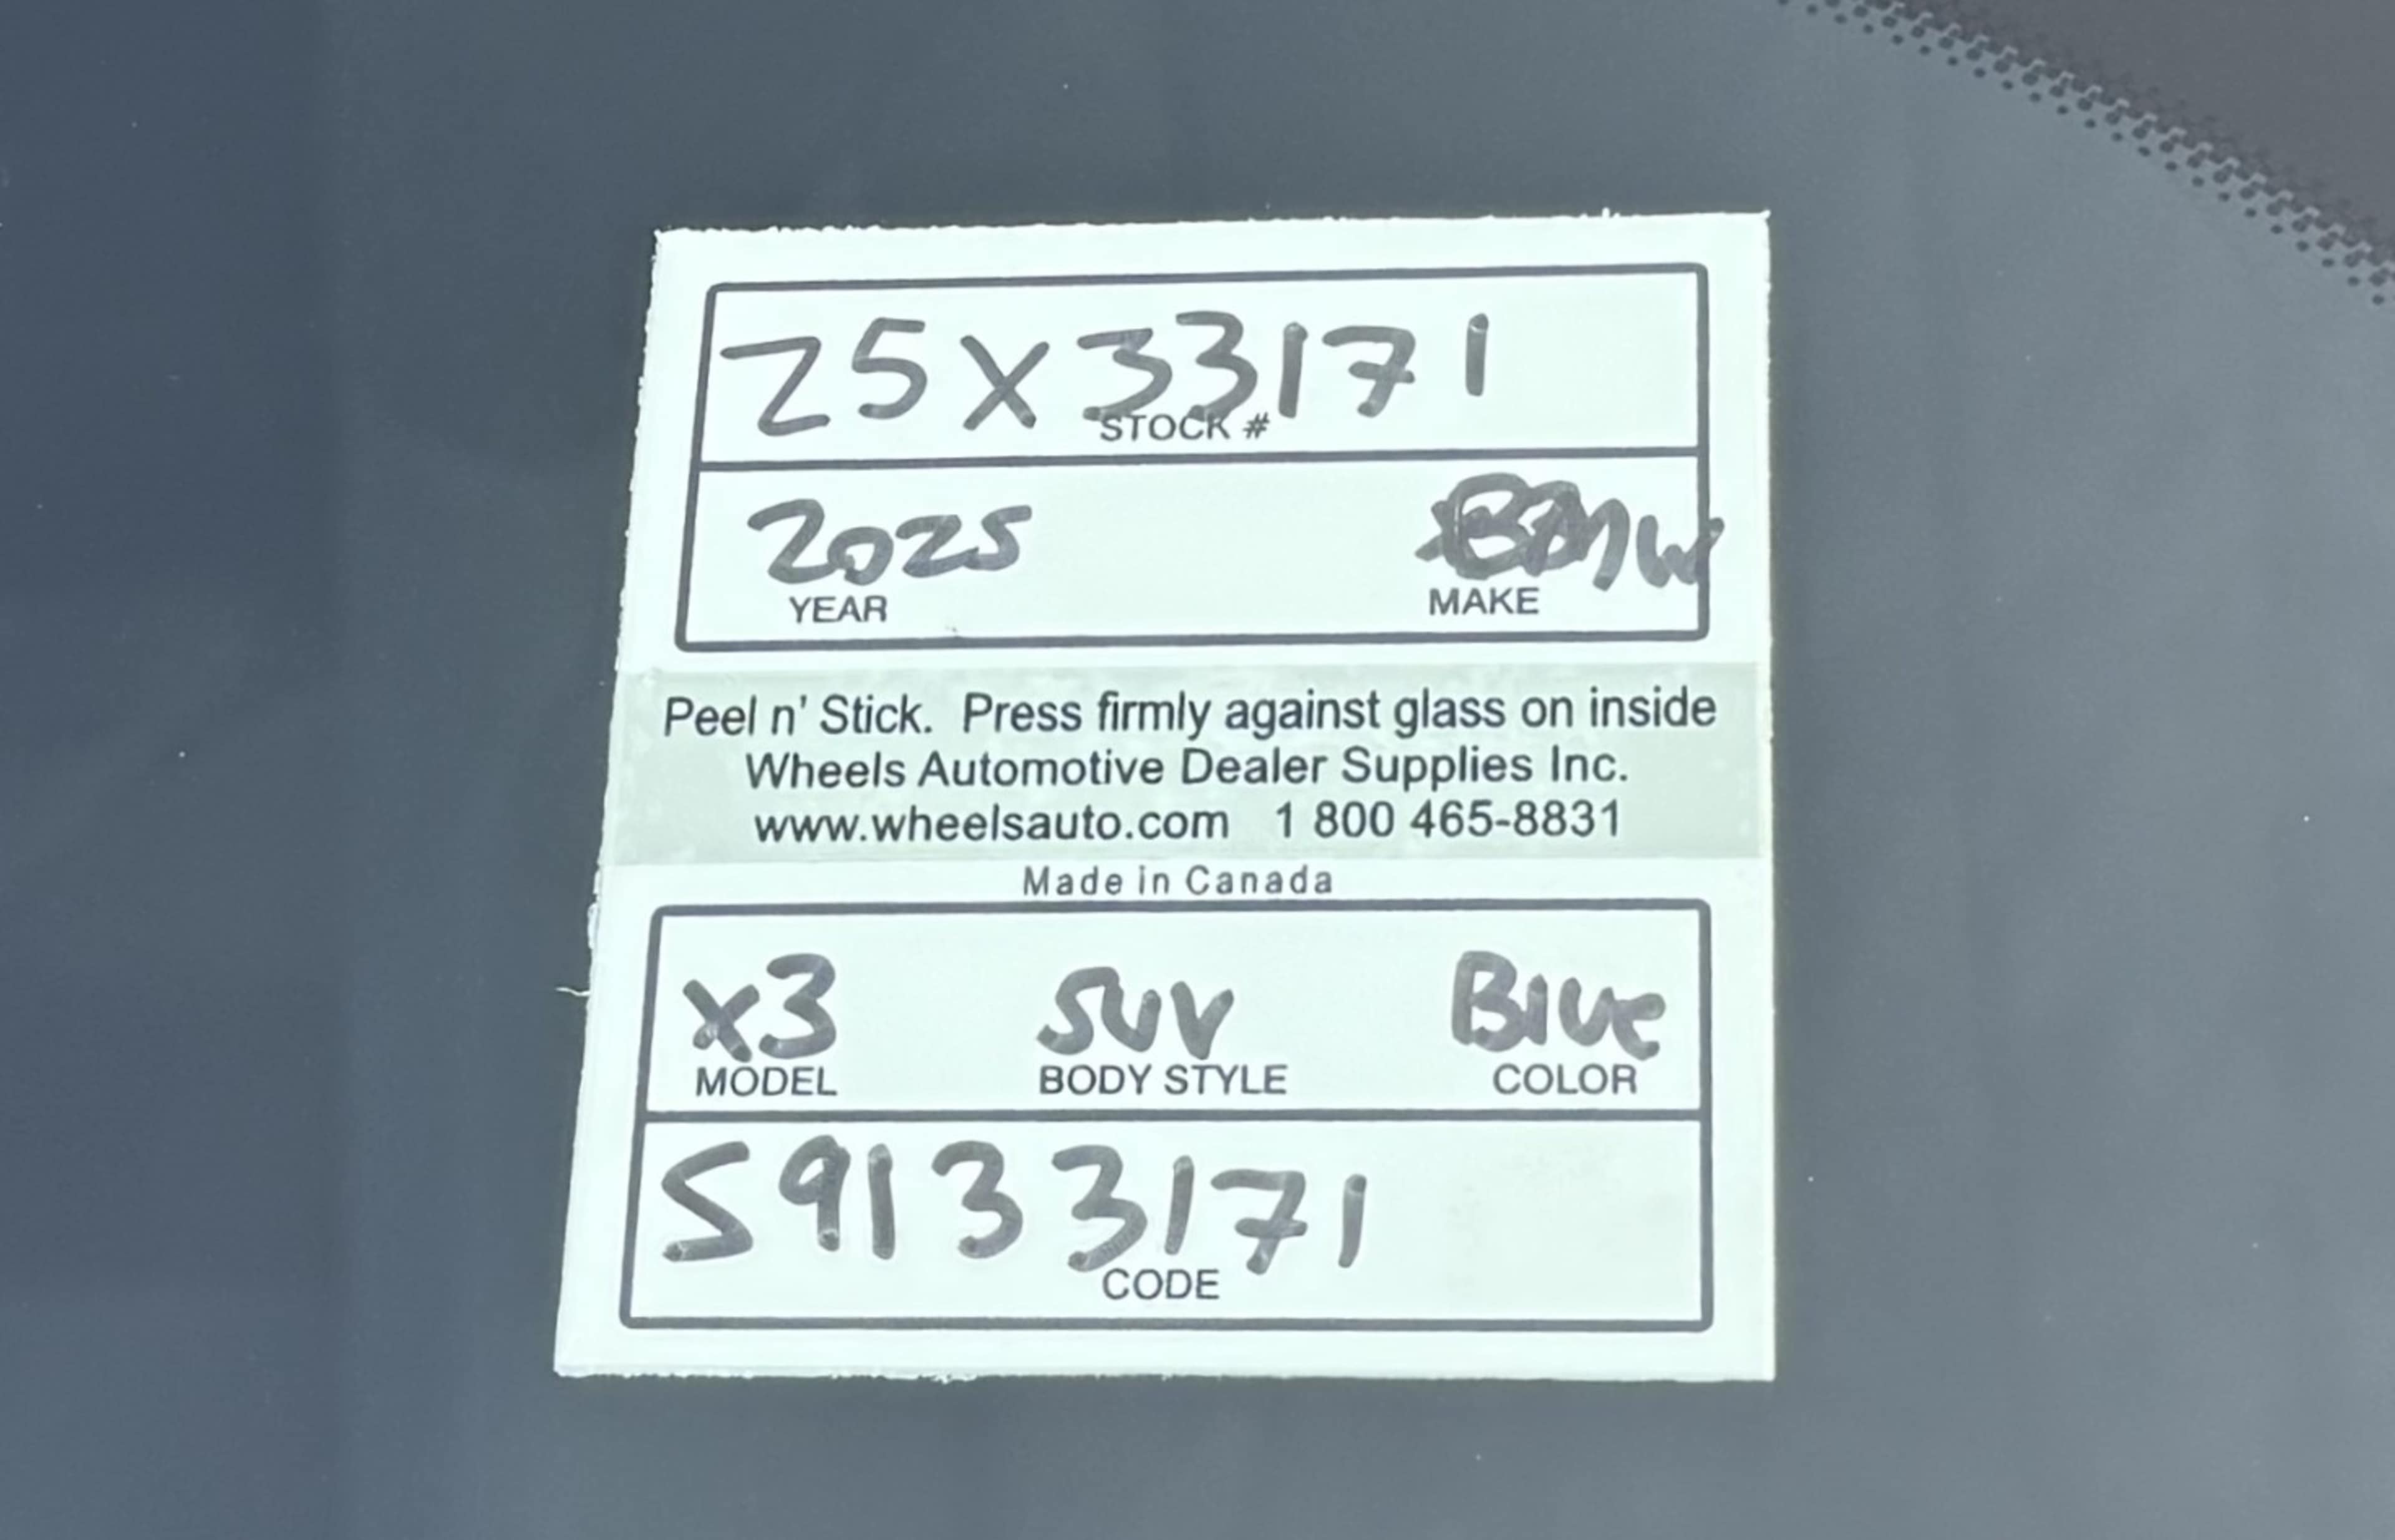 25X33171
STOCK #
2025 BMW
YEAR MAKE
Peel n' Stick. Press firmly against glass on inside
Wheels Automotive Dealer Supplies Inc.
www.wheelsauto.com 1 800 465-8831
Made in Canada
X3 SUV Blue
MODEL BODY STYLE COLOR
S9133171
CODE